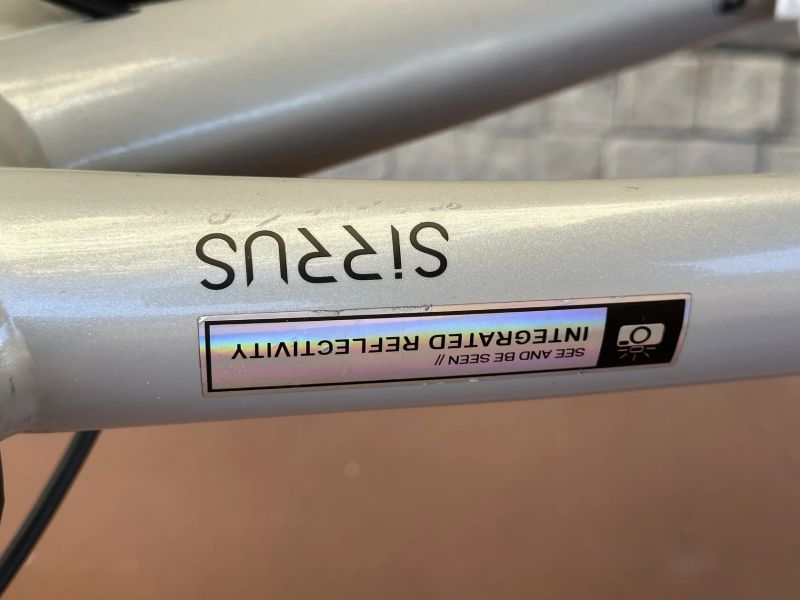 SiRRUS
SEE AND BE SEEN //
INTEGRATED REFLECTIVITY